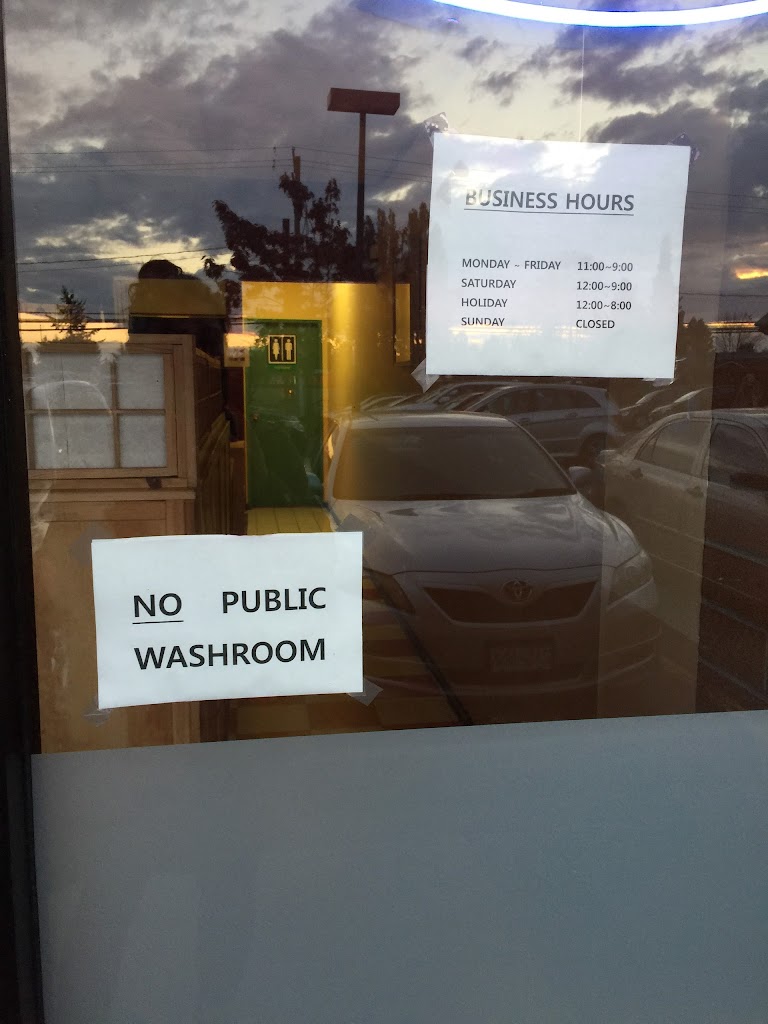 BUSINESS HOURS
MONDAY ~ FRIDAY 11:00~9:00
SATURDAY 12:00~9:00
HOLIDAY 12:00~8:00
SUNDAY CLOSED
NO PUBLIC
WASHROOM